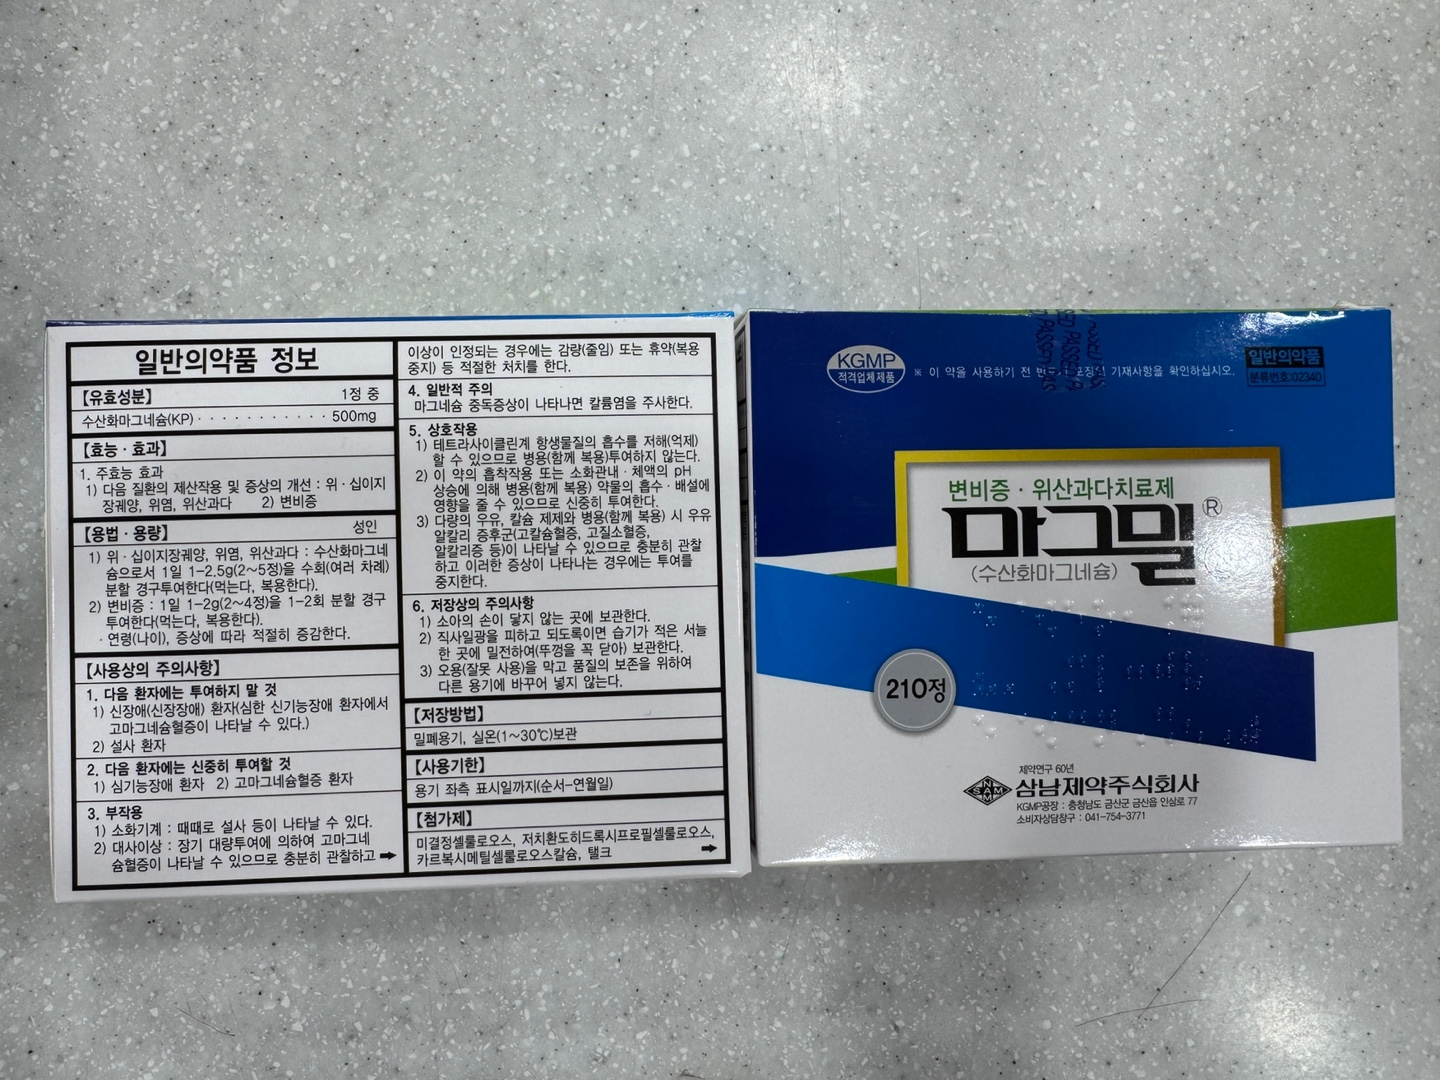 일반의약품 정보
【유효성분】 1정 중
수산화마그네슘(KP) · · · · · · · · · · · 500mg
【효능 · 효과】
1. 주효능 효과
1) 다음 질환의 제산작용 및 증상의 개선 : 위 · 십이지
장궤양, 위염, 위산과다 2) 변비증
【용법 · 용량】 성인
1) 위 · 십이지장궤양, 위염, 위산과다 : 수산화마그네
슘으로서 1일 1-2.5g(2~5정)을 수회(여러 차례)
분할 경구투여한다(먹는다, 복용한다).
2) 변비증 : 1일 1-2g(2~4정)을 1-2회 분할 경구
투여한다(먹는다, 복용한다).
· 연령(나이), 증상에 따라 적절히 증감한다.
【사용상의 주의사항】
1. 다음 환자에는 투여하지 말 것
1) 신장애(신장장애) 환자(심한 신기능장애 환자에서
고마그네슘혈증이 나타날 수 있다.)
2) 설사 환자
2. 다음 환자에는 신중히 투여할 것
1) 심기능장애 환자 2) 고마그네슘혈증 환자
3. 부작용
1) 소화기계 : 때때로 설사 등이 나타날 수 있다.
2) 대사이상 : 장기 대량투여에 의하여 고마그네
슘혈증이 나타날 수 있으므로 충분히 관찰하고 ➡
이상이 인정되는 경우에는 감량(줄임) 또는 휴약(복용
중지) 등 적절한 처치를 한다.
4. 일반적 주의
마그네슘 중독증상이 나타나면 칼륨염을 주사한다.
5. 상호작용
1) 테트라사이클린계 항생물질의 흡수를 저해(억제)
할 수 있으므로 병용(함께 복용)투여하지 않는다.
2) 이 약의 흡착작용 또는 소화관내 · 체액의 pH
상승에 의해 병용(함께 복용) 약물의 흡수 · 배설에
영향을 줄 수 있으므로 신중히 투여한다.
3) 다량의 우유, 칼슘 제제와 병용(함께 복용) 시 우유
알칼리 증후군(고칼슘혈증, 고질소혈증,
알칼리증 등)이 나타날 수 있으므로 충분히 관찰
하고 이러한 증상이 나타나는 경우에는 투여를
중지한다.
6. 저장상의 주의사항
1) 소아의 손이 닿지 않는 곳에 보관한다.
2) 직사일광을 피하고 되도록이면 습기가 적은 서늘
한 곳에 밀전하여(뚜껑을 꼭 닫아) 보관한다.
3) 오용(잘못 사용)을 막고 품질의 보존을 위하여
다른 용기에 바꾸어 넣지 않는다.
【저장방법】
밀폐용기, 실온(1~30℃)보관
【사용기한】
용기 좌측 표시일까지(순서-연월일)
【첨가제】
미결정셀룰로오스, 저치환도히드록시프로필셀룰로오스,
카르복시메틸셀룰로오스칼슘, 탤크 ➡
KGMP
적격업체제품
※ 이 약을 사용하기 전 반드시 포장의 기재사항을 확인하십시오.
일반의약품
분류번호:02340
변비증 · 위산과다치료제
마그밀®
(수산화마그네슘)
210정
제약연구 60년
SNAMM 삼남제약주식회사
KGMP공장 : 충청남도 금산군 금산읍 인삼로 77
소비자상담창구 : 041-754-3771